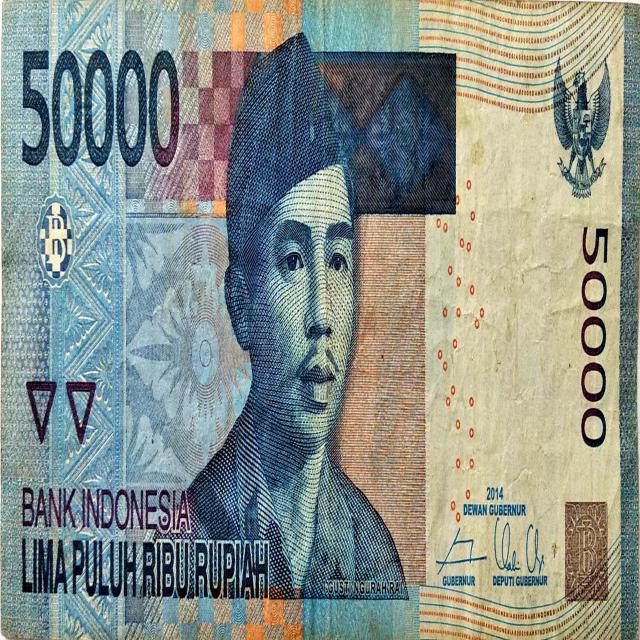 50000
B
50000
BANK INDONESIA
LIMA PULUH RIBU RUPIAH
I GUSTI NGURAH RAI
2014
DEWAN GUBERNUR
GUBERNUR
DEPUTI GUBERNUR